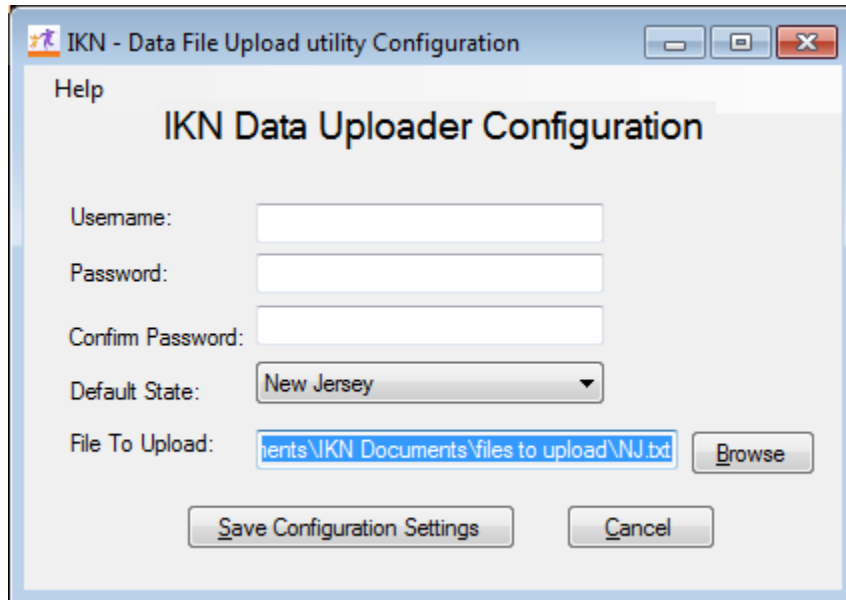 IKN - Data File Upload utility Configuration
Help
IKN Data Uploader Configuration
Username:
Password:
Confirm Password:
Default State: New Jersey
File To Upload: ments\IKN Documents\files to upload\NJ.txt Browse
Save Configuration Settings Cancel